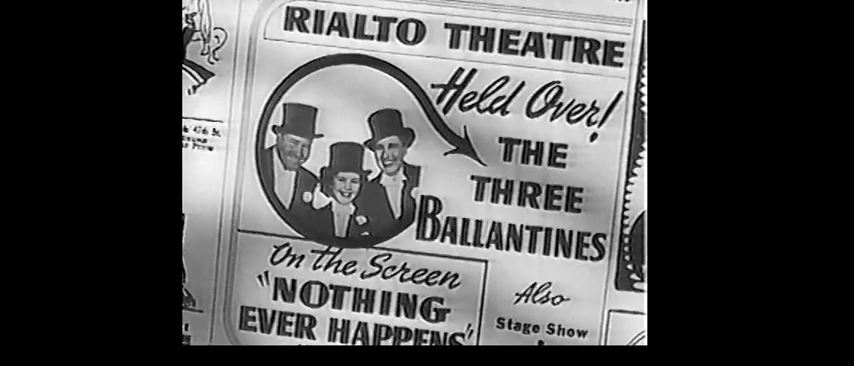 RIALTO THEATRE
Held Over!
THE
THREE
BALLANTINES
On the Screen
"NOTHING
EVER HAPPENS"
Also
Stage Show